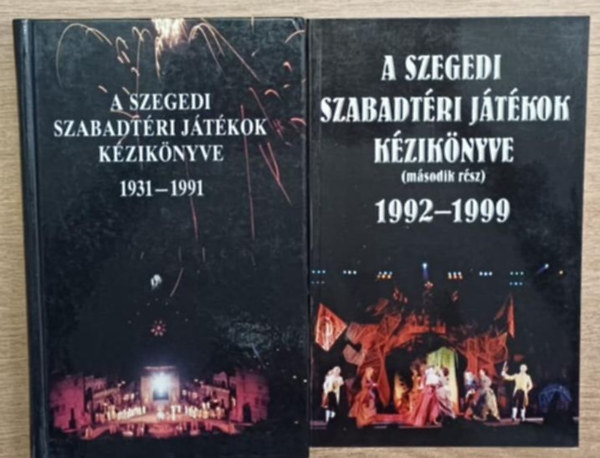 A SZEGEDI
SZABADTÉRI JÁTÉKOK
KÉZIKÖNYVE
1931–1991
A SZEGEDI
SZABADTÉRI JÁTÉKOK
KÉZIKÖNYVE
(második rész)
1992–1999